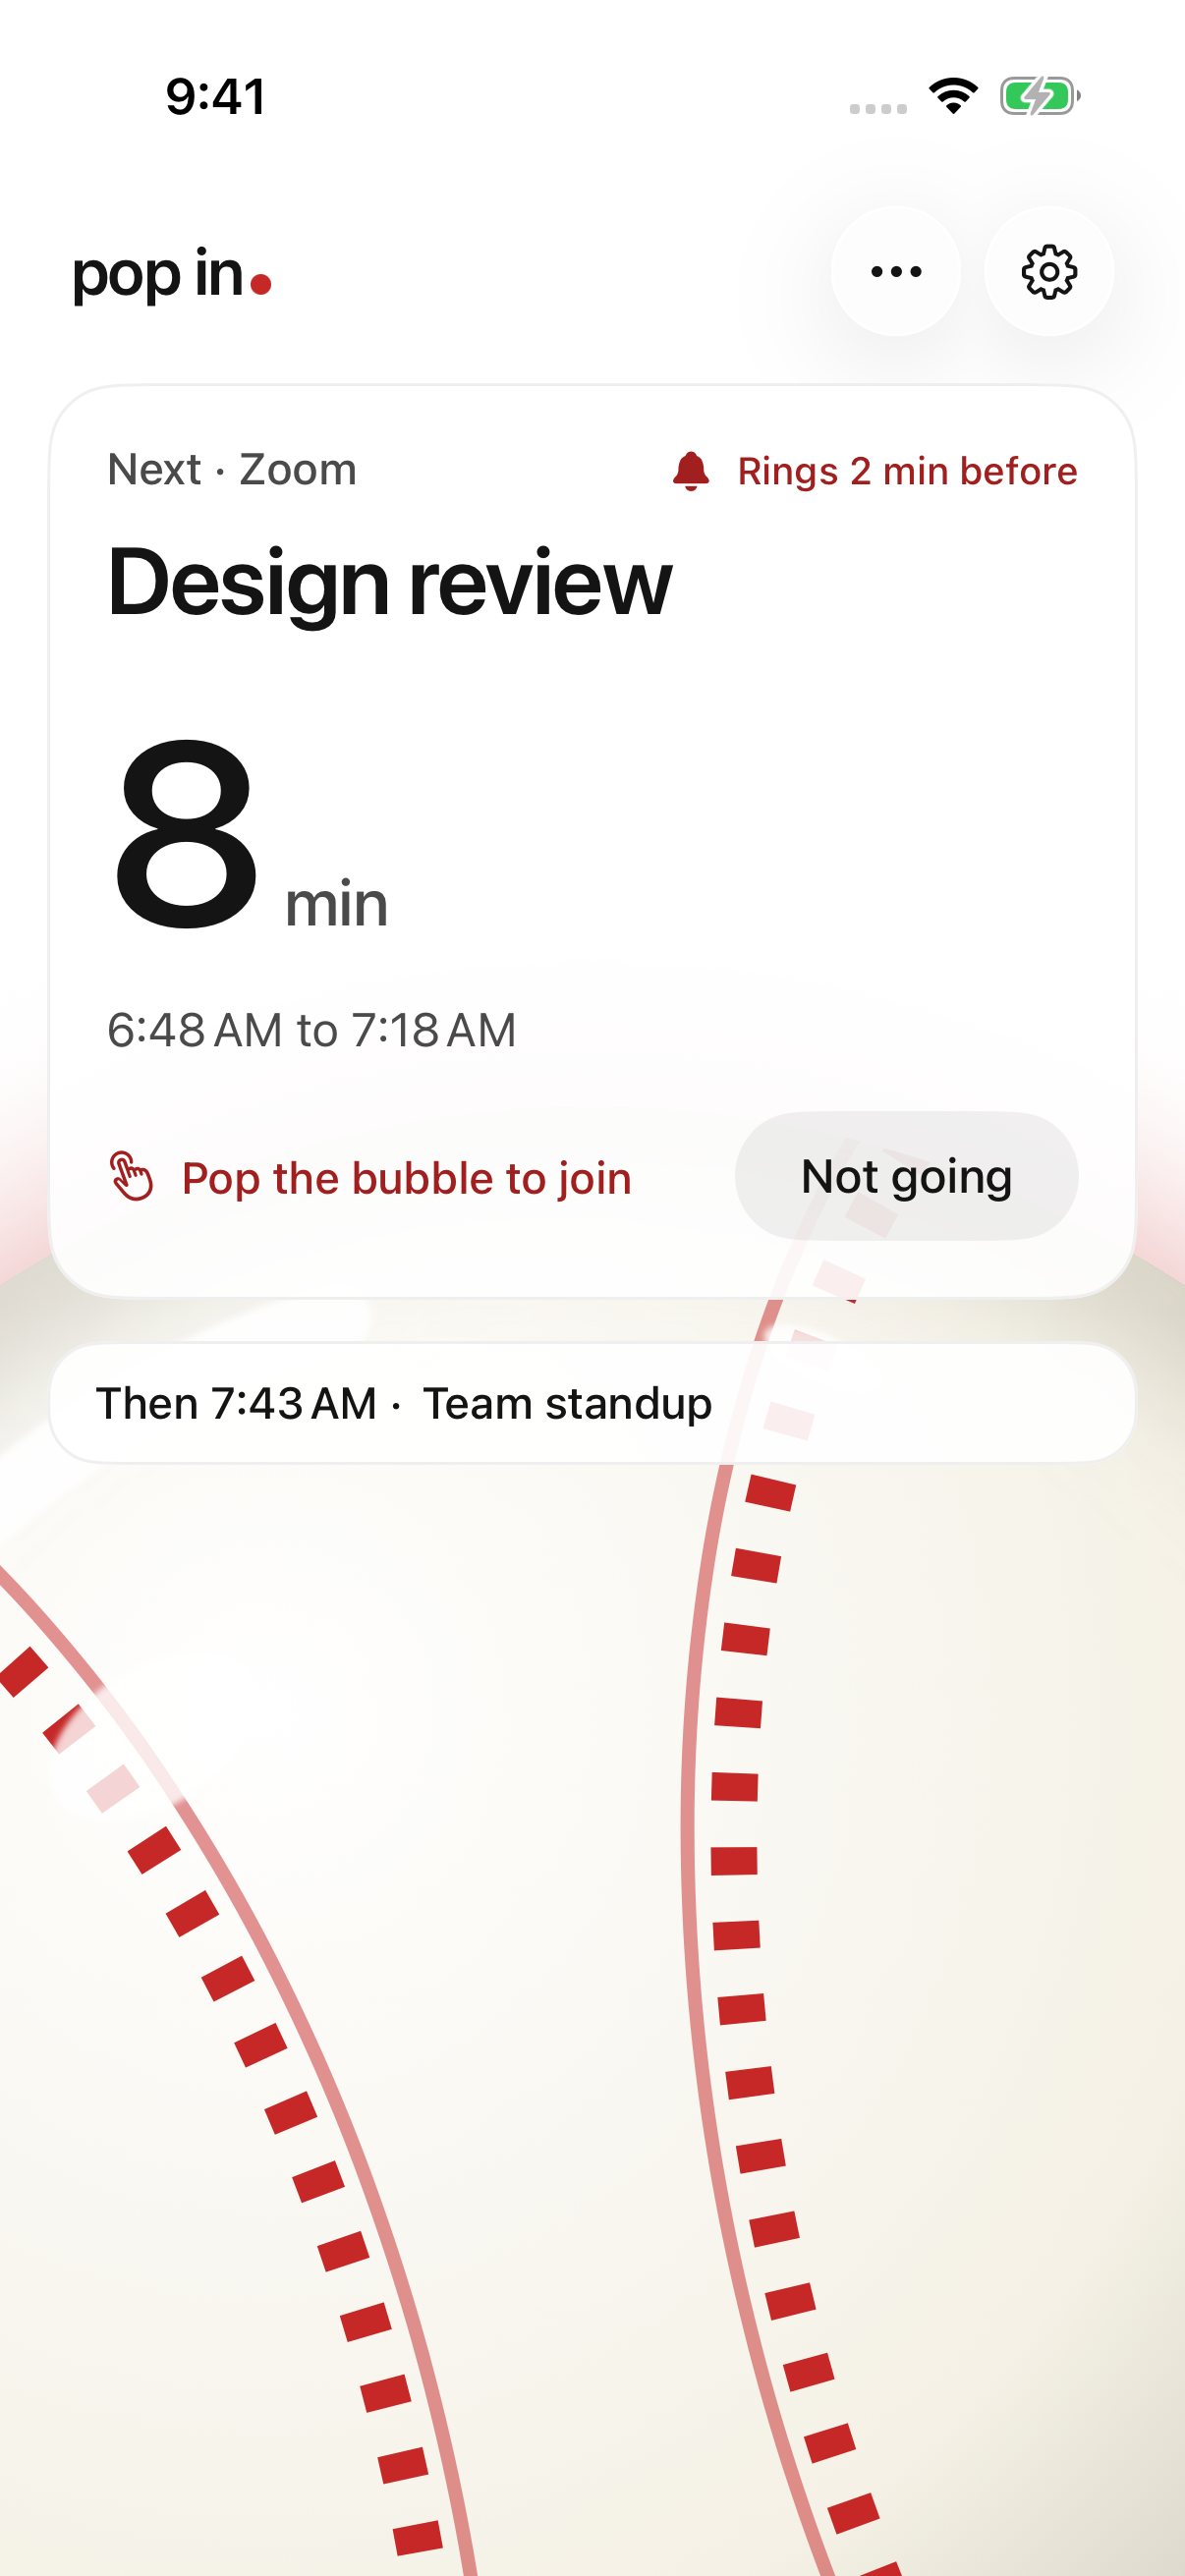 9:41
pop in.
Next · Zoom
Rings 2 min before
Design review
8 min
6:48 AM to 7:18 AM
Pop the bubble to join
Not going
Then 7:43 AM · Team standup